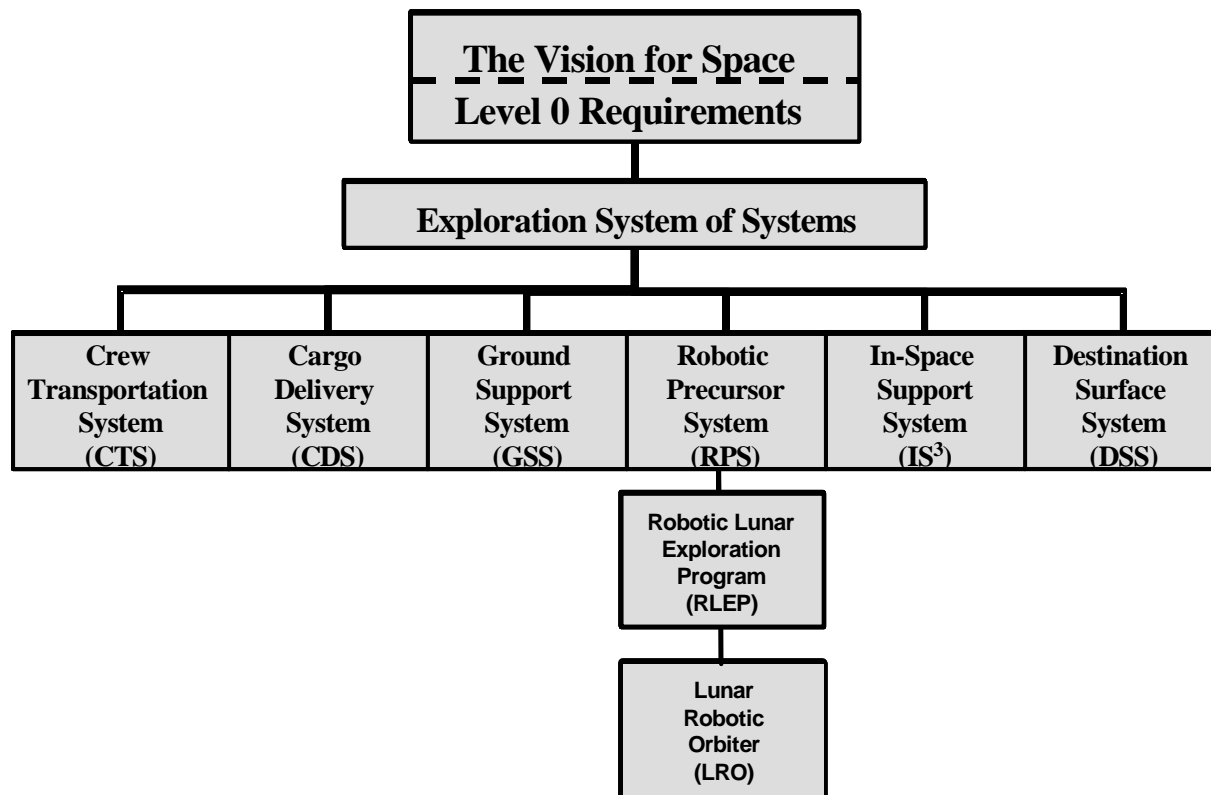 The Vision for Space
Level 0 Requirements
Exploration System of Systems
Crew
Transportation
System
(CTS)
Cargo
Delivery
System
(CDS)
Ground
Support
System
(GSS)
Robotic
Precursor
System
(RPS)
In-Space
Support
System
(IS³)
Destination
Surface
System
(DSS)
Robotic Lunar
Exploration
Program
(RLEP)
Lunar
Robotic
Orbiter
(LRO)